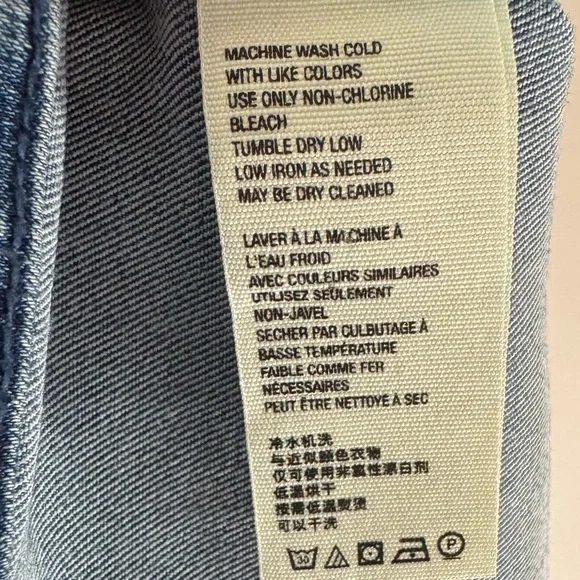 MACHINE WASH COLD
WITH LIKE COLORS
USE ONLY NON-CHLORINE
BLEACH
TUMBLE DRY LOW
LOW IRON AS NEEDED
MAY BE DRY CLEANED
LAVER À LA MACHINE À
L'EAU FROID
AVEC COULEURS SIMILAIRES
UTILISEZ SEULEMENT
NON-JAVEL
SECHER PAR CULBUTAGE À
BASSE TEMPÉRATURE
FAIBLE COMME FER
NÉCESSAIRES
PEUT ÊTRE NETTOYÉ À SEC
冷水机洗
与近似颜色衣物
仅可使用非氯性漂白剂
低温烘干
按需低温熨烫
可以干洗
30 P